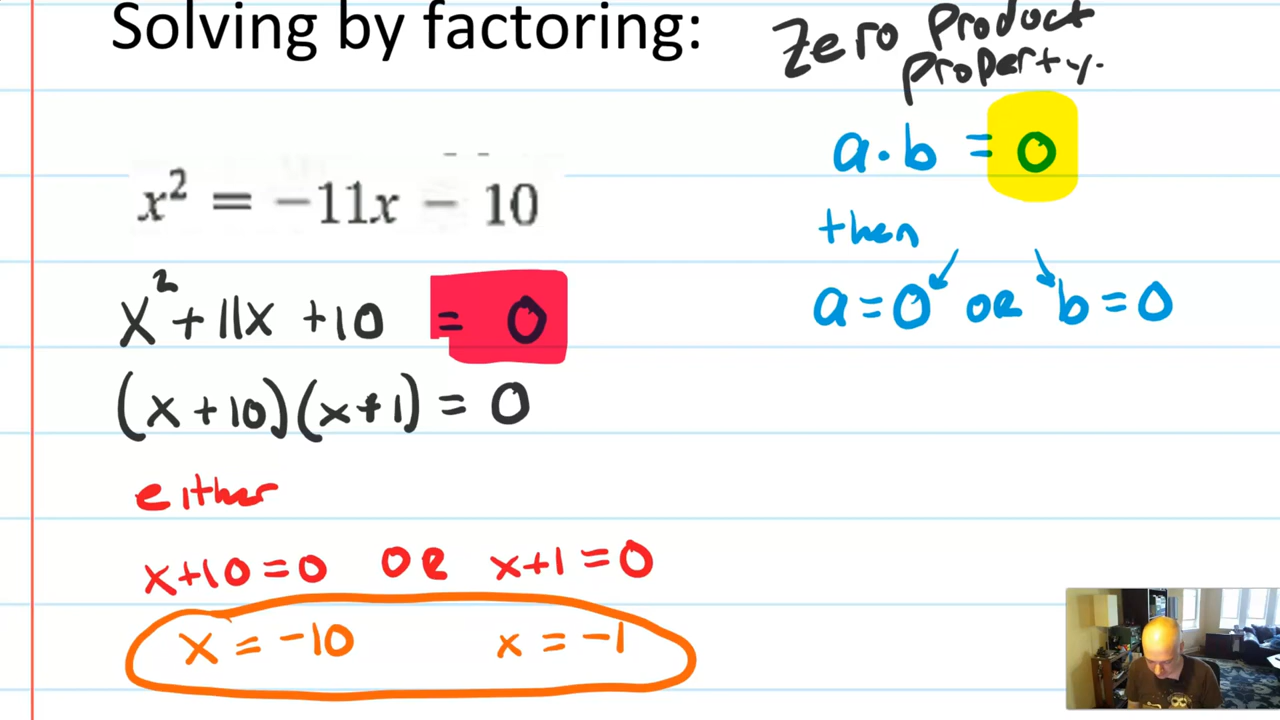 Solving by factoring:
x² = −11x − 10
x² + 11x + 10 = 0
(x + 10)(x + 1) = 0
either
x + 10 = 0 OR x + 1 = 0
x = -10 x = -1
Zero Product
Property.
a · b = 0
then
a = 0 OR b = 0